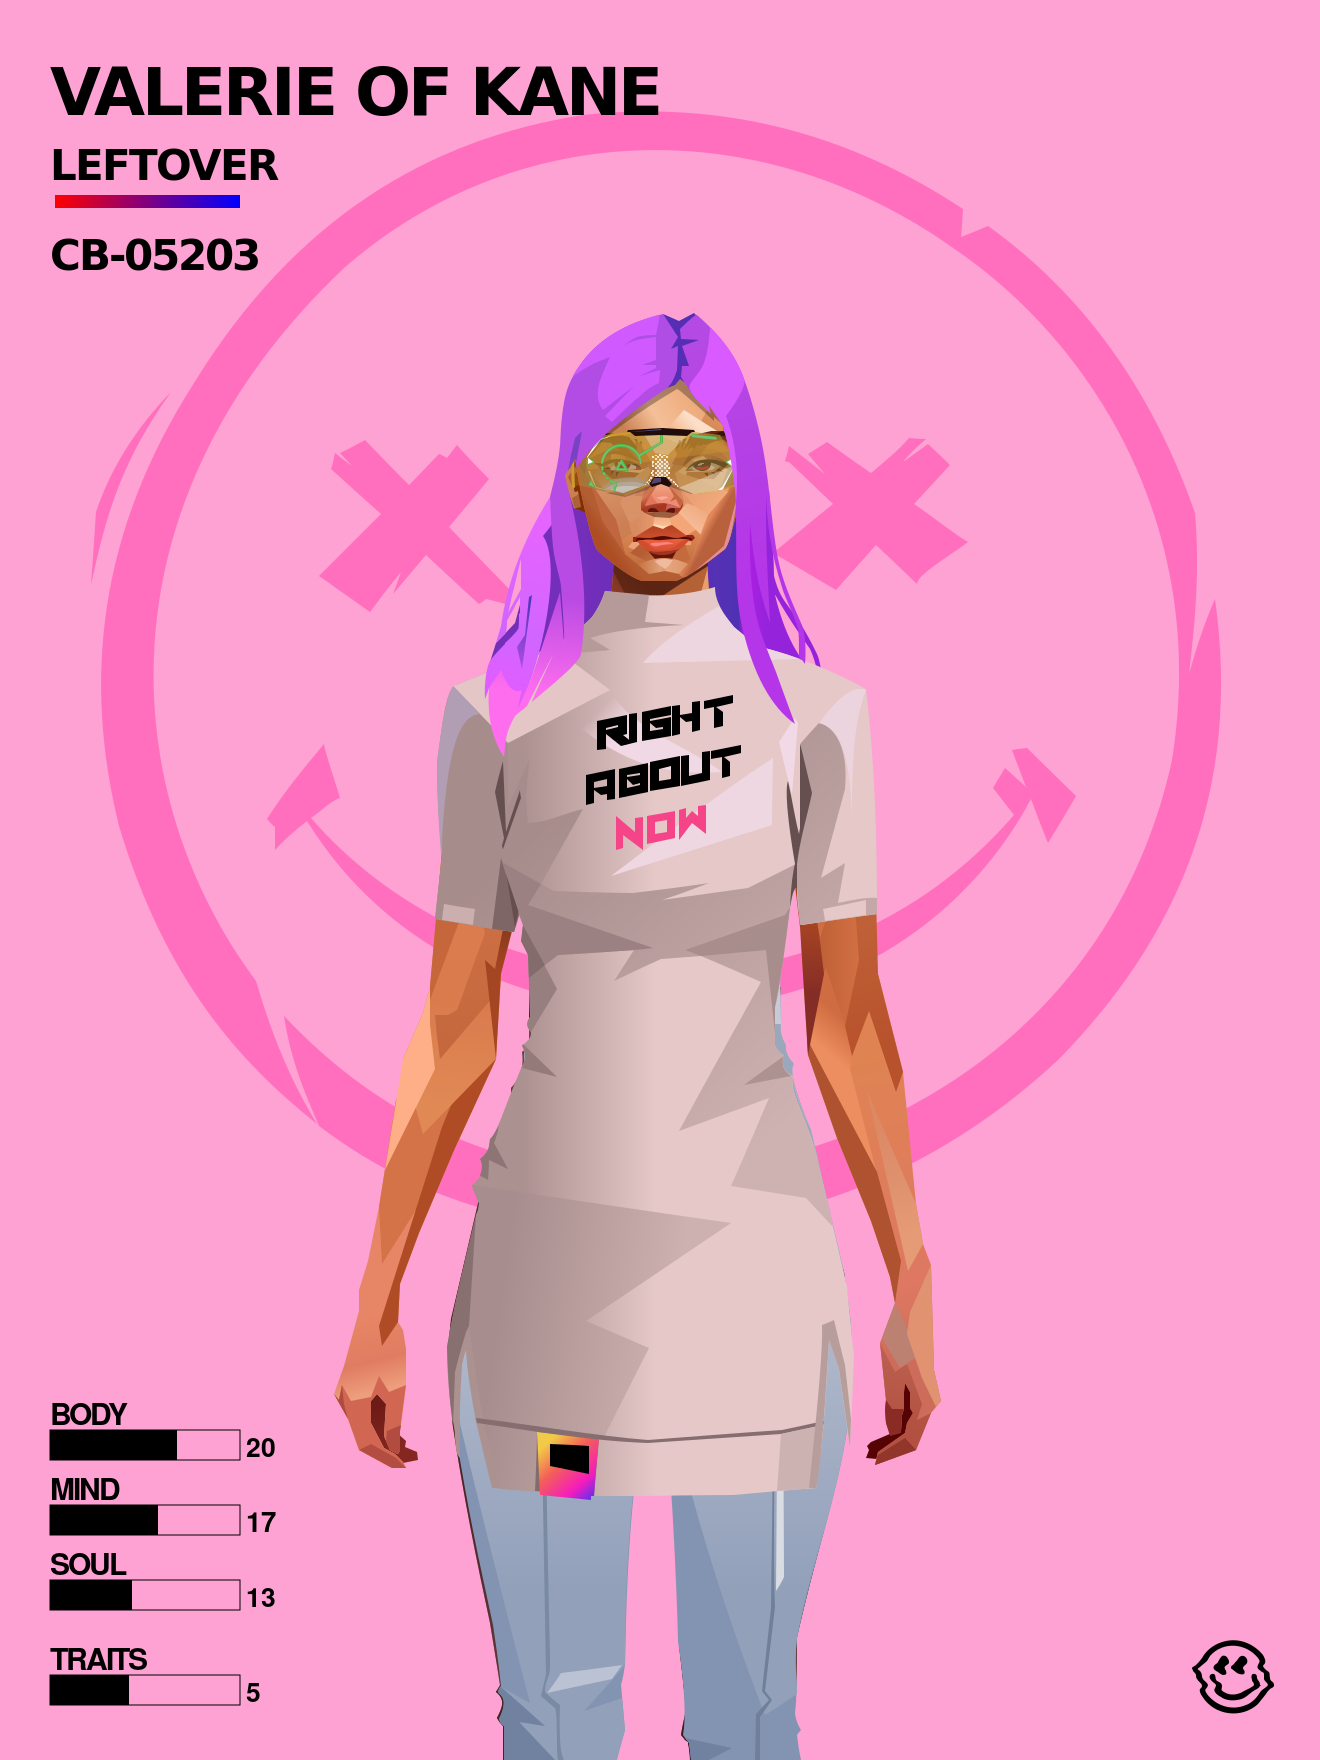 VALERIE OF KANE
LEFTOVER
CB-05203
RIGHT
ABOUT
NOW
BODY
20
MIND
17
SOUL
13
TRAITS
5